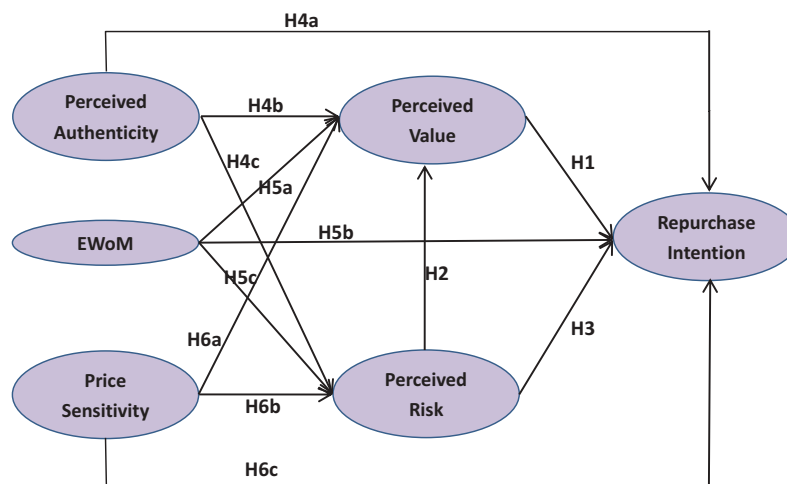 H4a
Perceived
Authenticity
H4b
Perceived
Value
H4c
H1
H5a
EWoM
H5b
Repurchase
Intention
H5c
H2
H6a
H3
Price
Sensitivity
H6b
Perceived
Risk
H6c